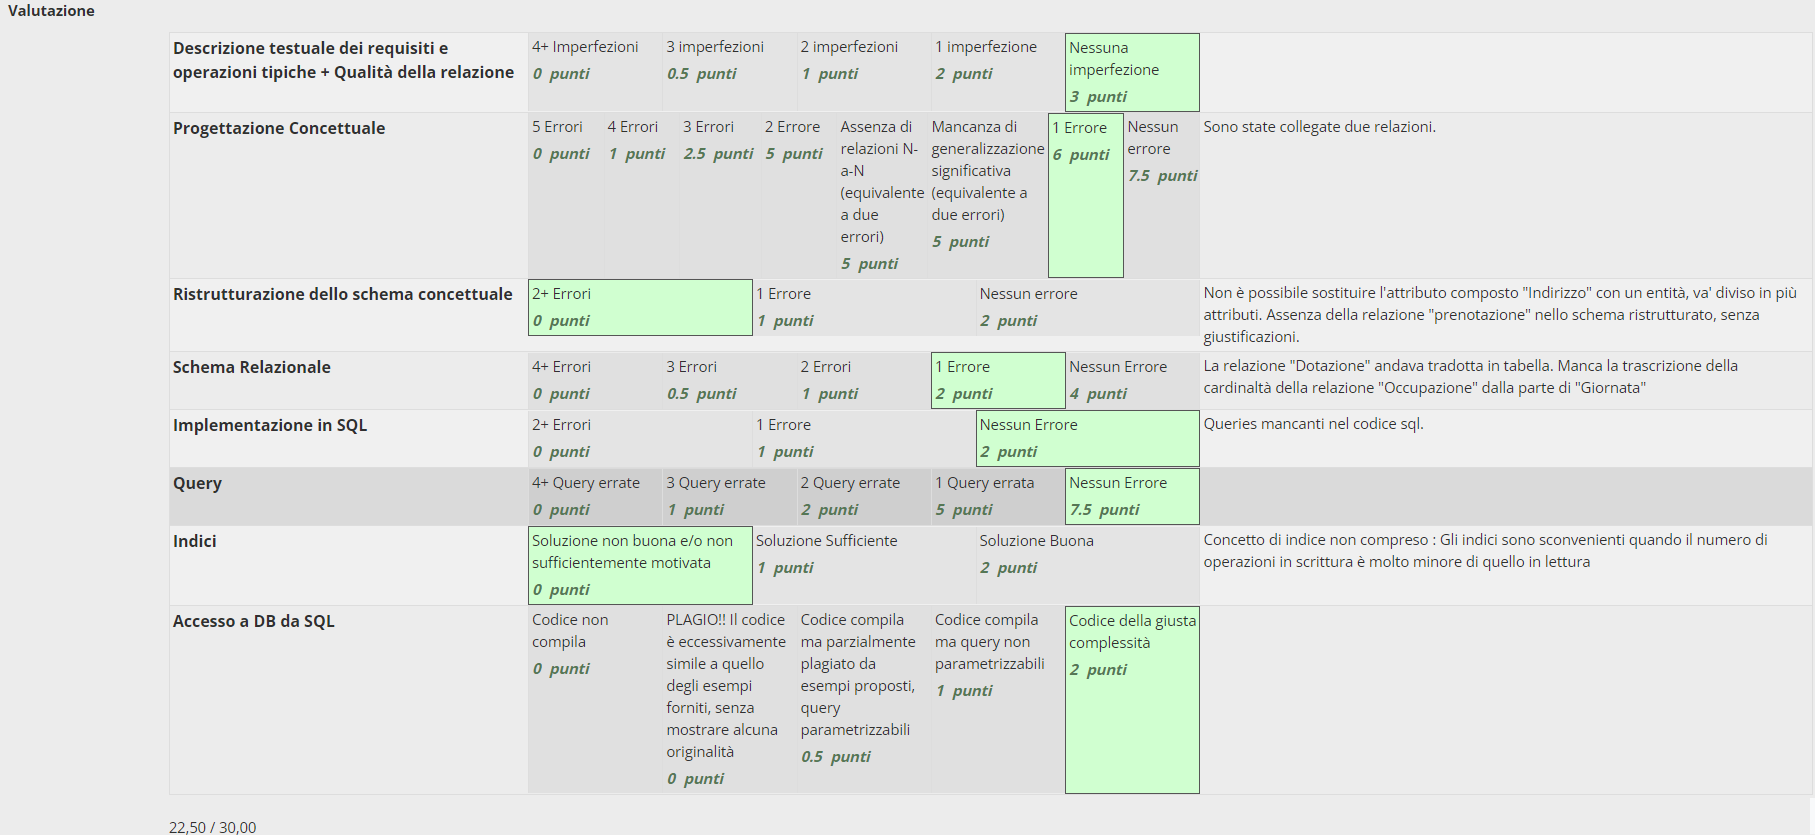 Valutazione
Descrizione testuale dei requisiti e
operazioni tipiche + Qualità della relazione
4+ Imperfezioni
0 punti
3 imperfezioni
0.5 punti
2 imperfezioni
1 punti
1 imperfezione
2 punti
Nessuna
imperfezione
3 punti
Progettazione Concettuale
5 Errori
0 punti
4 Errori
1 punti
3 Errori
2.5 punti
2 Errore
5 punti
Assenza di
relazioni N-
a-N
(equivalente
a due
errori)
5 punti
Mancanza di
generalizzazione
significativa
(equivalente a
due errori)
5 punti
1 Errore
6 punti
Nessun
errore
7.5 punti
Sono state collegate due relazioni.
Ristrutturazione dello schema concettuale
2+ Errori
0 punti
1 Errore
1 punti
Nessun errore
2 punti
Non è possibile sostituire l'attributo composto "Indirizzo" con un entità, va' diviso in più
attributi. Assenza della relazione "prenotazione" nello schema ristrutturato, senza
giustificazioni.
Schema Relazionale
4+ Errori
0 punti
3 Errori
0.5 punti
2 Errori
1 punti
1 Errore
2 punti
Nessun Errore
4 punti
La relazione "Dotazione" andava tradotta in tabella. Manca la trascrizione della
cardinaltà della relazione "Occupazione" dalla parte di "Giornata"
Implementazione in SQL
2+ Errori
0 punti
1 Errore
1 punti
Nessun Errore
2 punti
Queries mancanti nel codice sql.
Query
4+ Query errate
0 punti
3 Query errate
1 punti
2 Query errate
2 punti
1 Query errata
5 punti
Nessun Errore
7.5 punti
Indici
Soluzione non buona e/o non
sufficientemente motivata
0 punti
Soluzione Sufficiente
1 punti
Soluzione Buona
2 punti
Concetto di indice non compreso : Gli indici sono sconvenienti quando il numero di
operazioni in scrittura è molto minore di quello in lettura
Accesso a DB da SQL
Codice non
compila
0 punti
PLAGIO!! Il codice
è eccessivamente
simile a quello
degli esempi
forniti, senza
mostrare alcuna
originalità
0 punti
Codice compila
ma parzialmente
plagiato da
esempi proposti,
query
parametrizzabili
0.5 punti
Codice compila
ma query non
parametrizzabili
1 punti
Codice della giusta
complessità
2 punti
22,50 / 30,00